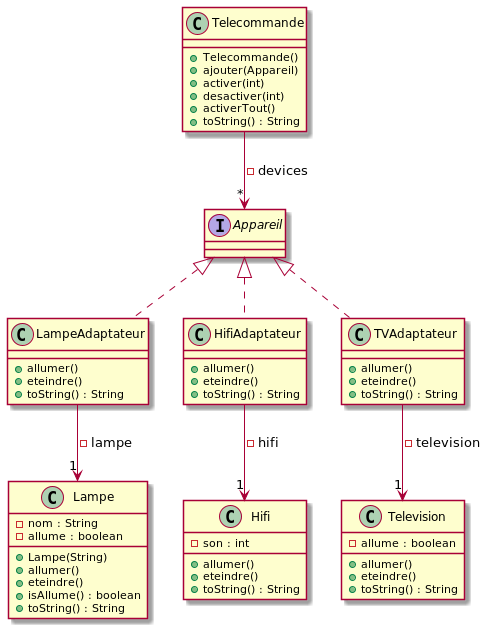 C Telecommande
Telecommande()
ajouter(Appareil)
activer(int)
desactiver(int)
activerTout()
toString() : String
devices
*
I Appareil
C LampeAdaptateur
allumer()
eteindre()
toString() : String
C HifiAdaptateur
allumer()
eteindre()
toString() : String
C TVAdaptateur
allumer()
eteindre()
toString() : String
lampe
1
hifi
1
television
1
C Lampe
nom : String
allume : boolean
Lampe(String)
allumer()
eteindre()
isAllume() : boolean
toString() : String
C Hifi
son : int
allumer()
eteindre()
toString() : String
C Television
allume : boolean
allumer()
eteindre()
toString() : String